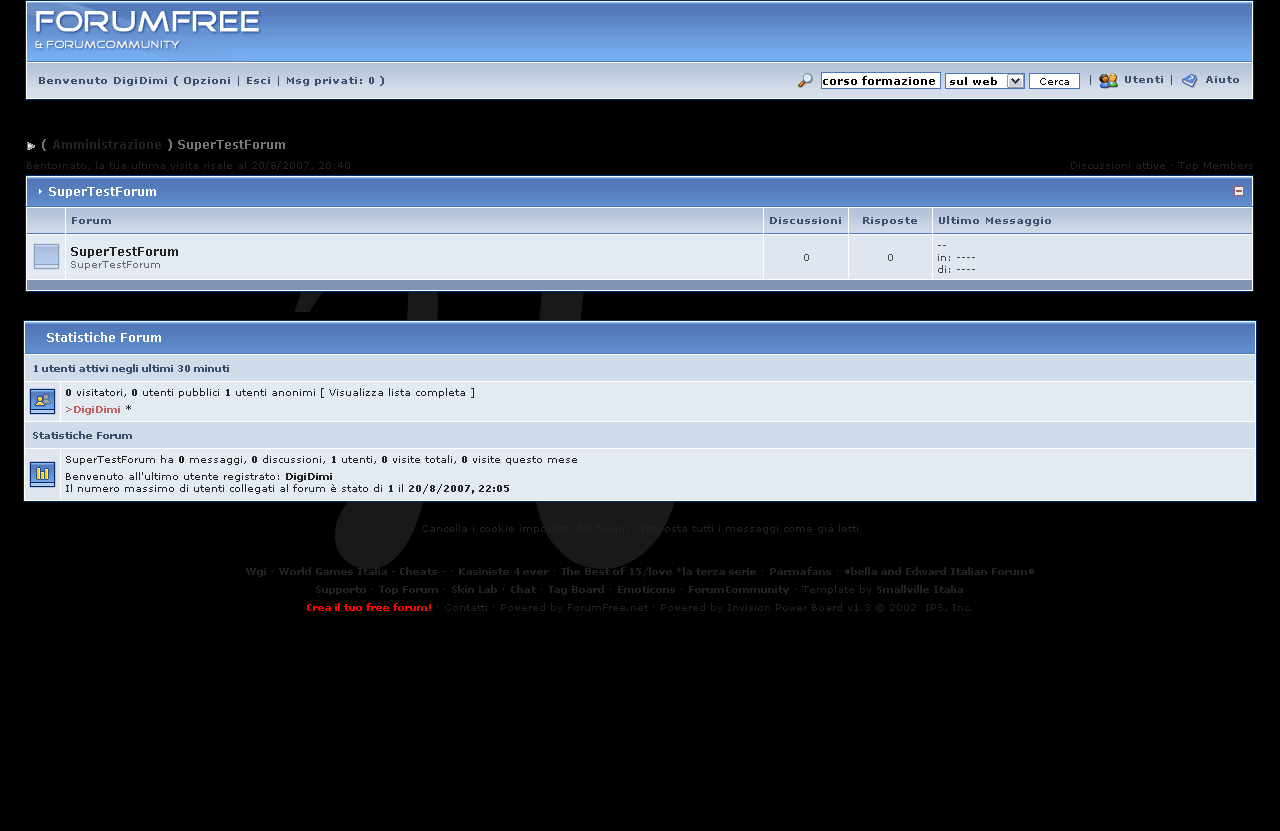 FORUMFREE
& FORUMCOMMUNITY
Benvenuto DigiDimi ( Opzioni | Esci | Msg privati: 0 ) corso formazione sul web Cerca | Utenti | Aiuto
( Amministrazione ) SuperTestForum
Bentornato, la tua ultima visita risale al 20/8/2007, 20:40 Discussioni attive · Top Members
SuperTestForum
Forum Discussioni Risposte Ultimo Messaggio
SuperTestForum
SuperTestForum
0 0
--
in: ----
di: ----
Statistiche Forum
1 utenti attivi negli ultimi 30 minuti
0 visitatori, 0 utenti pubblici 1 utenti anonimi [ Visualizza lista completa ]
>DigiDimi *
Statistiche Forum
SuperTestForum ha 0 messaggi, 0 discussioni, 1 utenti, 0 visite totali, 0 visite questo mese
Benvenuto all'ultimo utente registrato: DigiDimi
Il numero massimo di utenti collegati al forum è stato di 1 il 20/8/2007, 22:05
Cancella i cookie impostati dal forum · Imposta tutti i messaggi come già letti
Wgi - World Games Italia - Cheats - · Kasiniste 4 ever · The Best of 15/love *la terza serie · Parmafans · •bella and Edward Italian Forum•
Supporto · Top Forum · Skin Lab · Chat · Tag Board · Emoticons · ForumCommunity · Template by Smallville Italia
Crea il tuo free forum! · Contatti · Powered by ForumFree.net · Powered by Invision Power Board v1.3 © 2002 IPS, Inc.